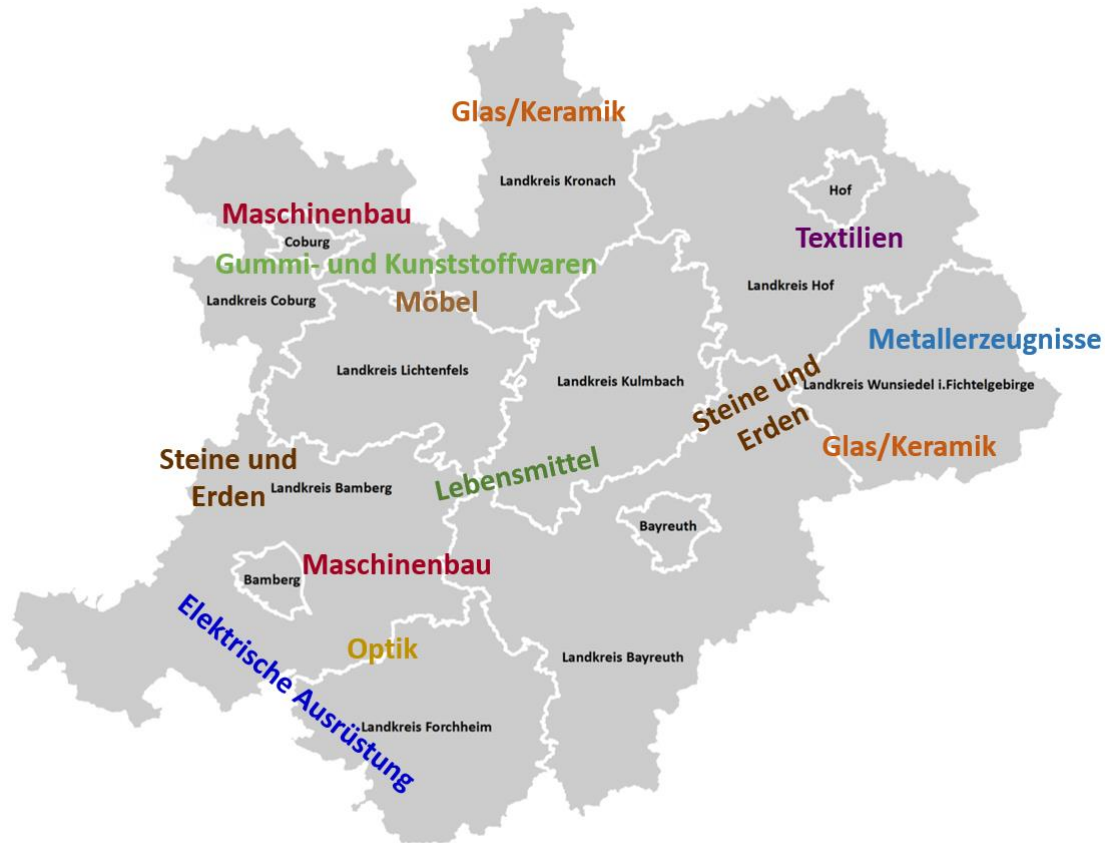 Glas/Keramik
Landkreis Kronach
Hof
Maschinenbau
Coburg
Textilien
Gummi- und Kunststoffwaren
Landkreis Hof
Landkreis Coburg
Möbel
Metallerzeugnisse
Landkreis Lichtenfels
Landkreis Kulmbach
Landkreis Wunsiedel i.Fichtelgebirge
Steine und
Erden
Glas/Keramik
Steine und
Erden
Landkreis Bamberg
Lebensmittel
Bayreuth
Maschinenbau
Bamberg
Optik
Landkreis Bayreuth
Elektrische Ausrüstung
Landkreis Forchheim